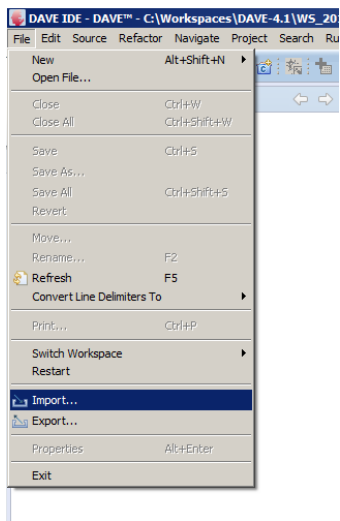 DAVE IDE - DAVE™ - C:\Workspaces\DAVE-4.1\WS_201
File Edit Source Refactor Navigate Project Search Ru
New Alt+Shift+N
Open File...
Close Ctrl+W
Close All Ctrl+Shift+W
Save Ctrl+S
Save As...
Save All Ctrl+Shift+S
Revert
Move...
Rename... F2
Refresh F5
Convert Line Delimiters To
Print... Ctrl+P
Switch Workspace
Restart
Import...
Export...
Properties Alt+Enter
Exit